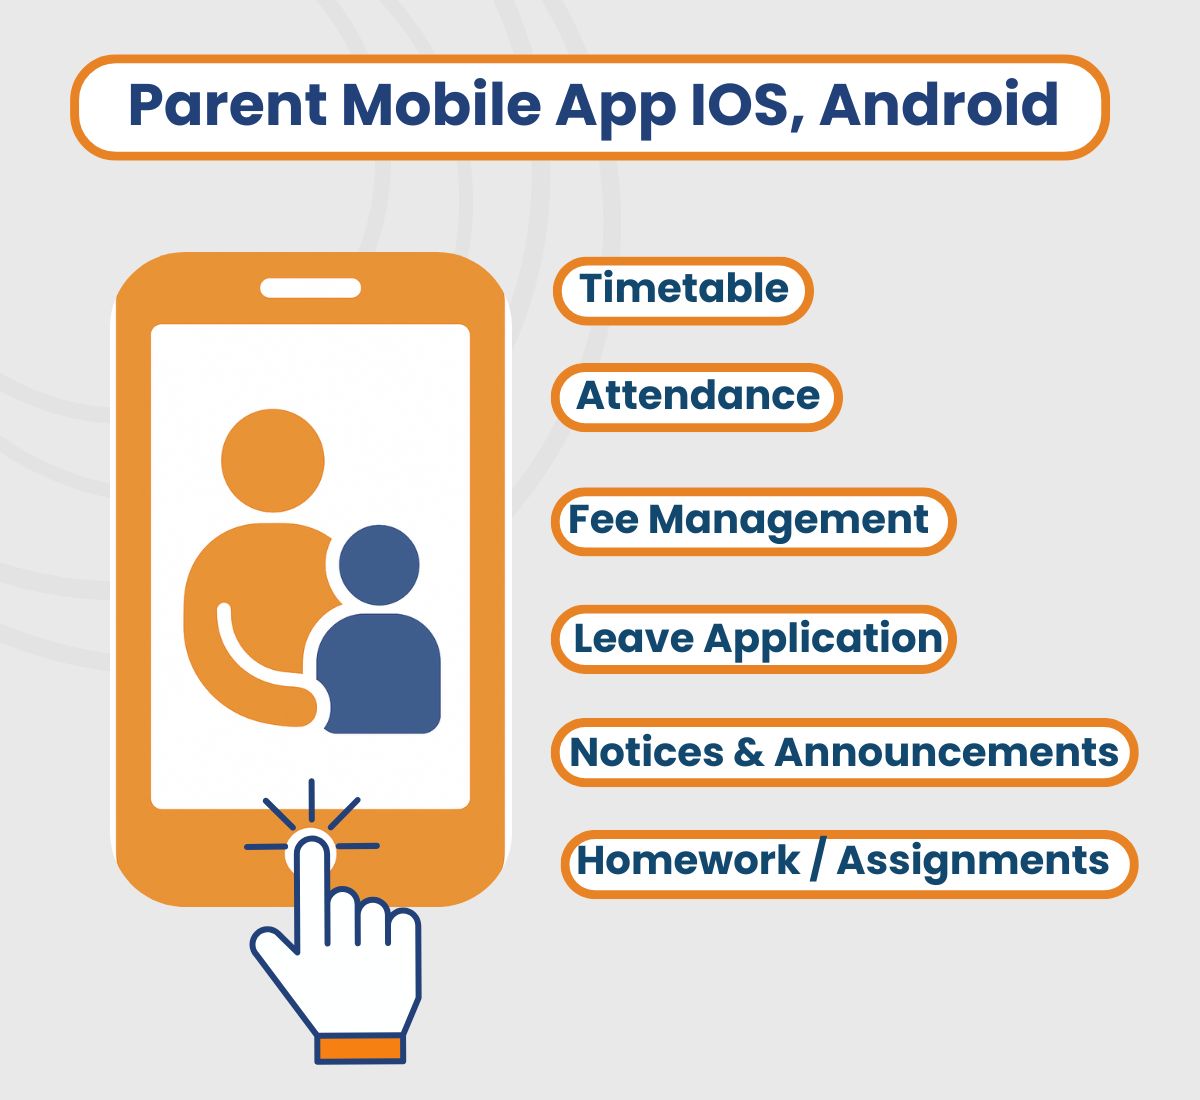 Parent Mobile App IOS, Android
Timetable
Attendance
Fee Management
Leave Application
Notices & Announcements
Homework / Assignments